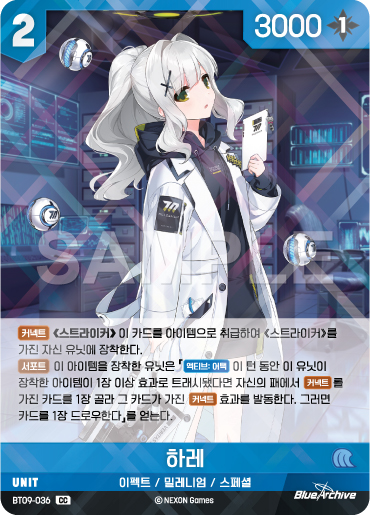 2
3000 1
SAMPLE
커넥트 《스트라이커》 이 카드를 아이템으로 취급하여 《스트라이커》를
가진 자신 유닛에 장착한다.
서포트 이 아이템을 장착한 유닛은 「액티브: 어택 이 턴 동안 이 유닛이
장착한 아이템이 1장 이상 효과로 트래시됐다면 자신의 패에서 커넥트 를
가진 카드를 1장 골라 그 카드가 가진 커넥트 효과를 발동한다. 그러면
카드를 1장 드로우한다」를 얻는다.
하레
UNIT
이펙트 / 밀레니엄 / 스페셜
BT09-036 CC
© NEXON Games
BlueArchive